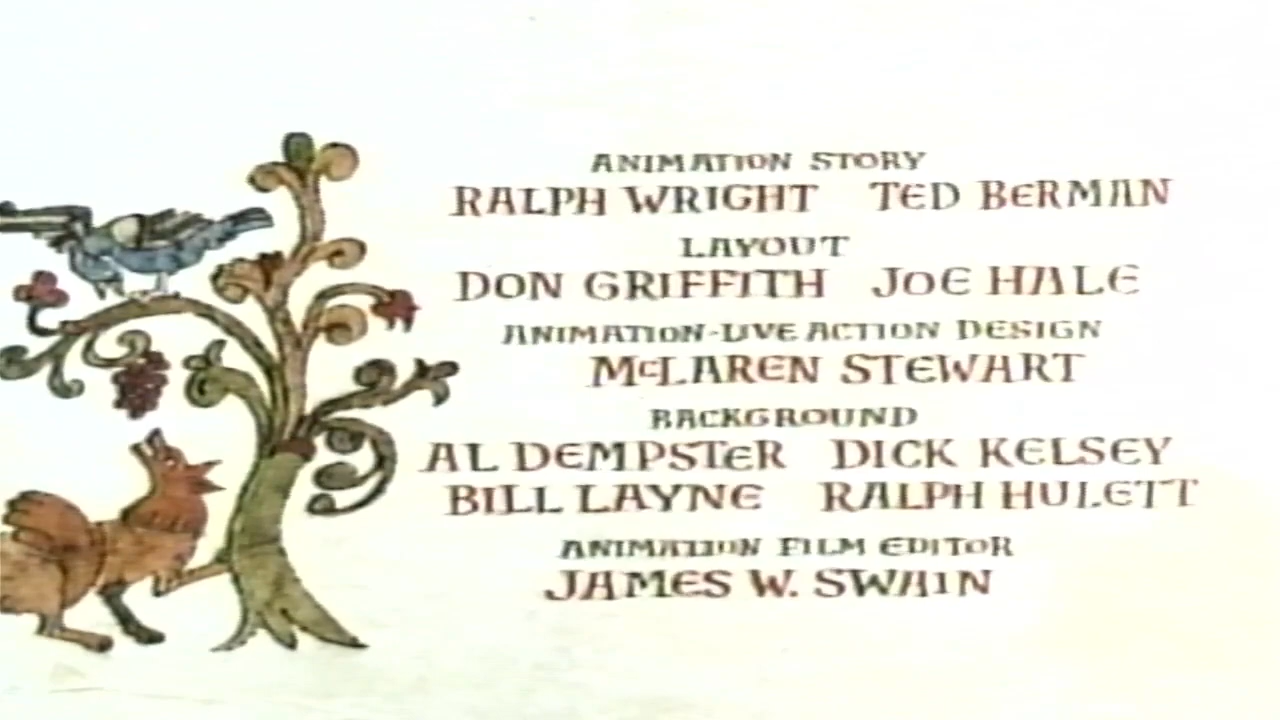 ANIMATION STORY
RALPH WRIGHT TED BERMAN
LAYOUT
DON GRIFFITH JOE HALE
ANIMATION-LIVE ACTION DESIGN
McLAREN STEWART
BACKGROUND
AL DEMPSTER DICK KELSEY
BILL LAYNE RALPH HULETT
ANIMATION FILM EDITOR
JAMES W. SWAIN